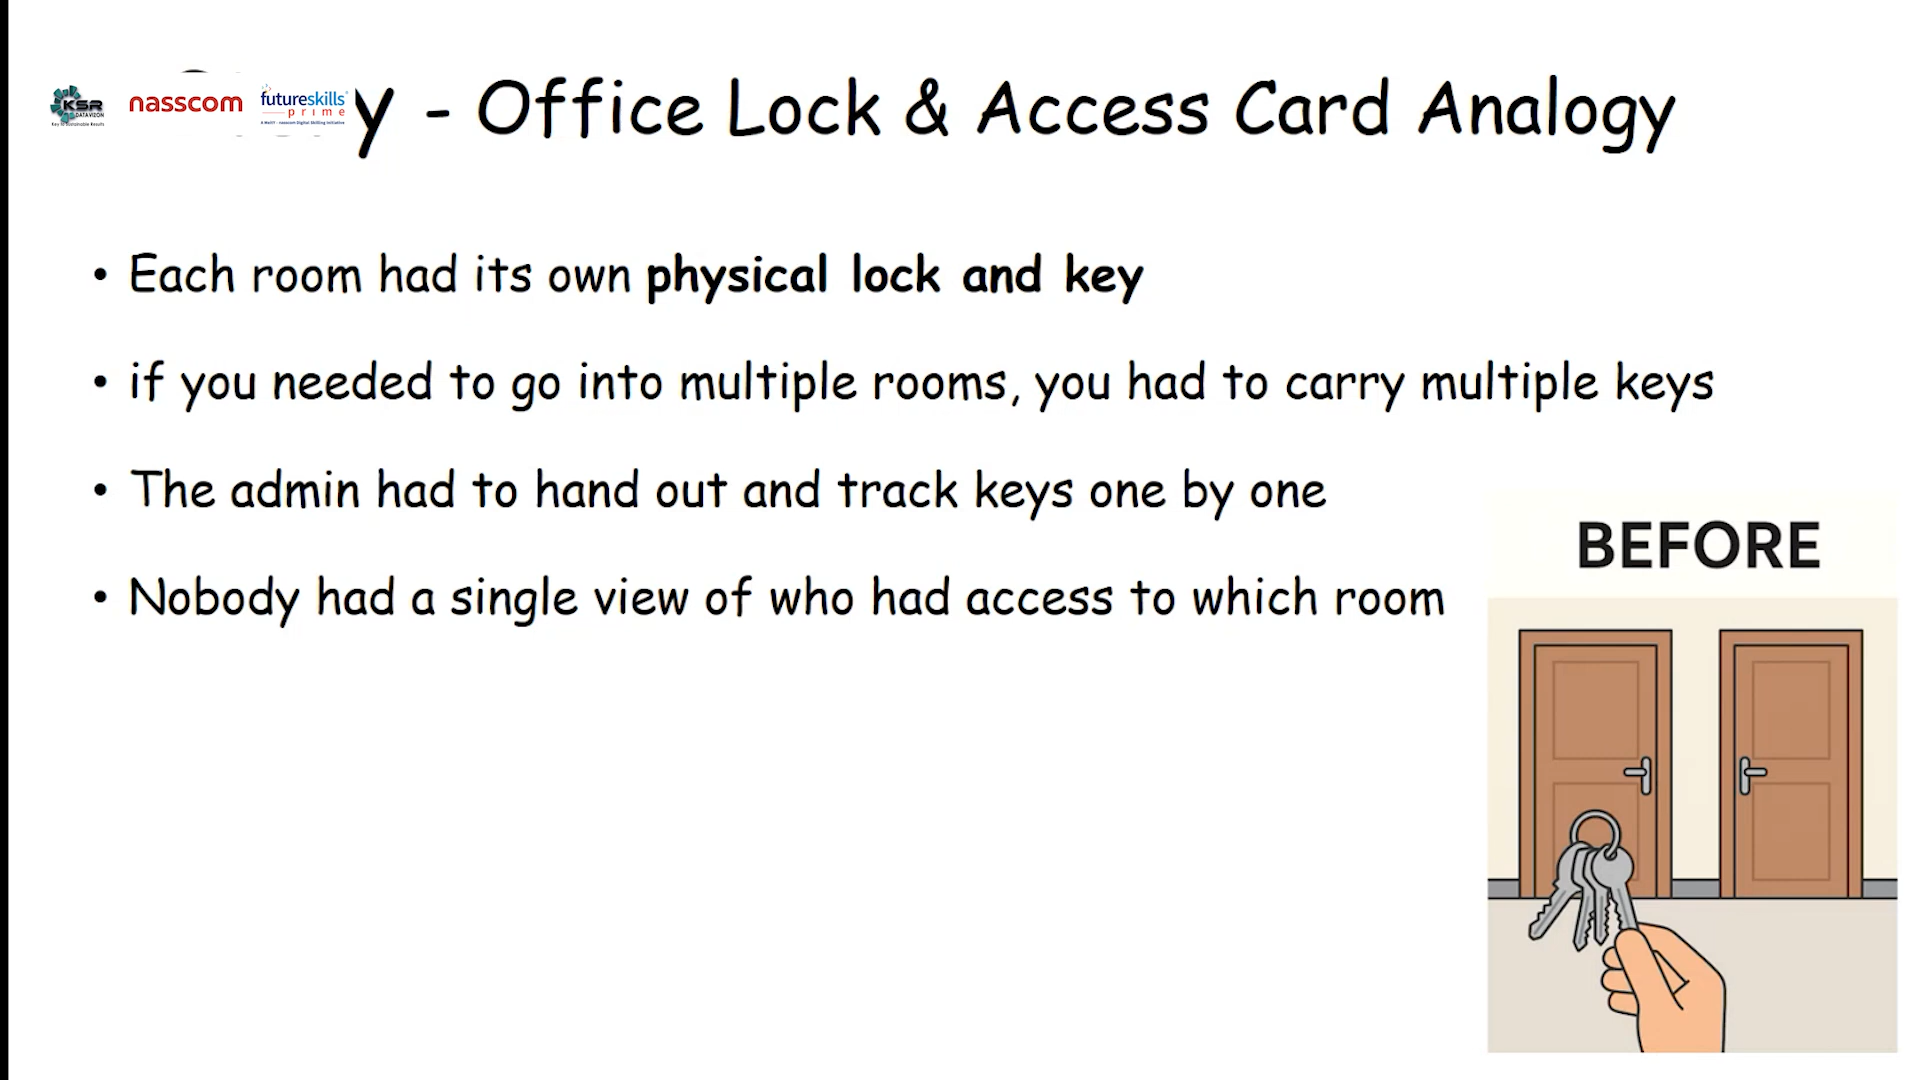 KSR
DATAVIZON
nasscom
futureskills
prime
y - Office Lock & Access Card Analogy
• Each room had its own physical lock and key
• if you needed to go into multiple rooms, you had to carry multiple keys
• The admin had to hand out and track keys one by one
• Nobody had a single view of who had access to which room
BEFORE